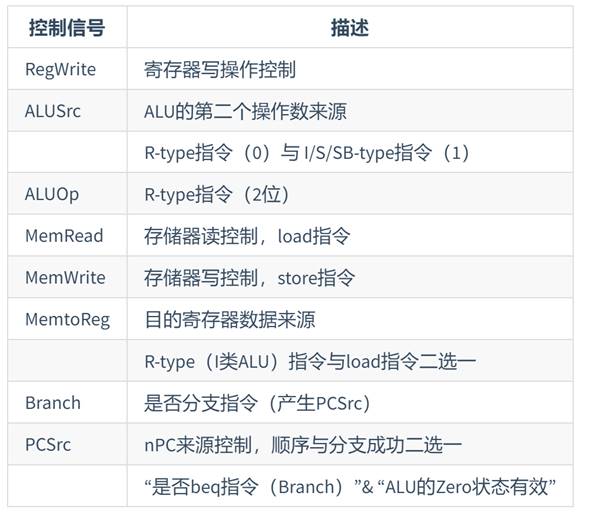 控制信号 描述
RegWrite 寄存器写操作控制
ALUSrc ALU的第二个操作数来源
R-type指令（0）与 I/S/SB-type指令（1）
ALUOp R-type指令（2位）
MemRead 存储器读控制，load指令
MemWrite 存储器写控制，store指令
MemtoReg 目的寄存器数据来源
R-type（I类ALU）指令与load指令二选一
Branch 是否分支指令（产生PCSrc）
PCSrc nPC来源控制，顺序与分支成功二选一
“是否beq指令（Branch）”& “ALU的Zero状态有效”